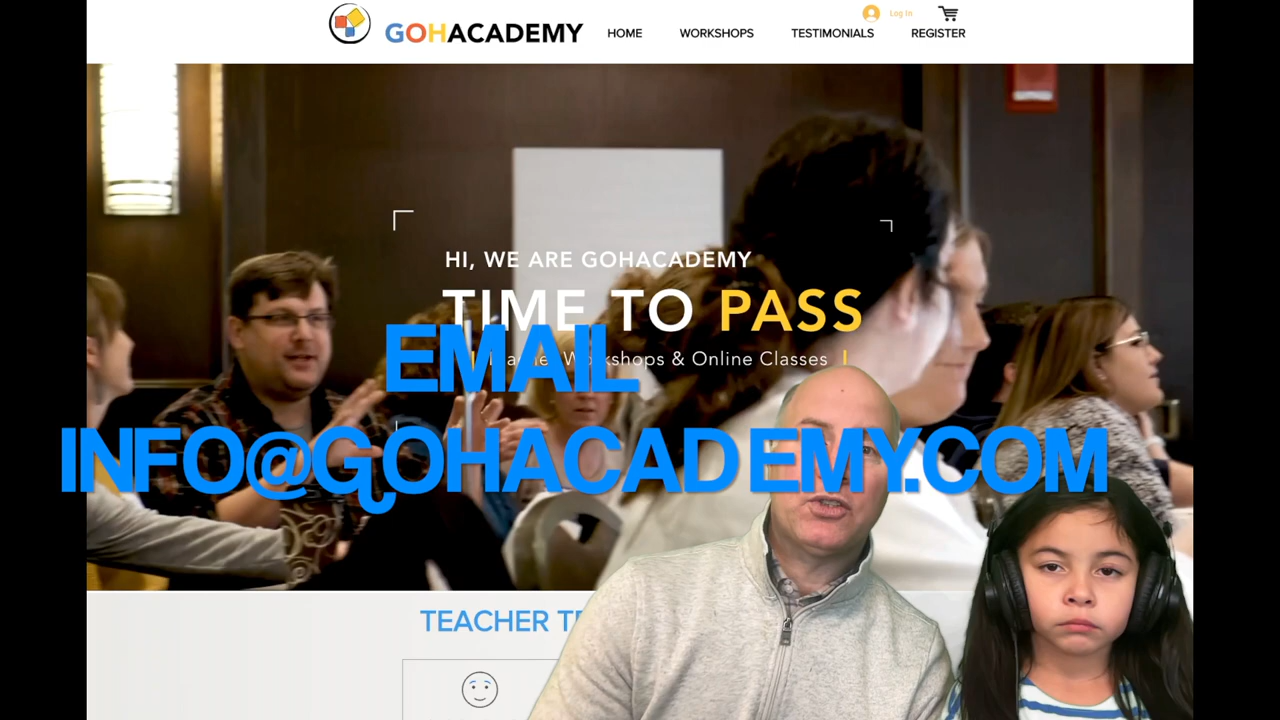 GOHACADEMY
HOME WORKSHOPS TESTIMONIALS REGISTER
Log In
HI, WE ARE GOHACADEMY
TIME TO PASS
Workshops & Online Classes
EMAIL
INFO@GOHACADEMY.COM
TEACHER